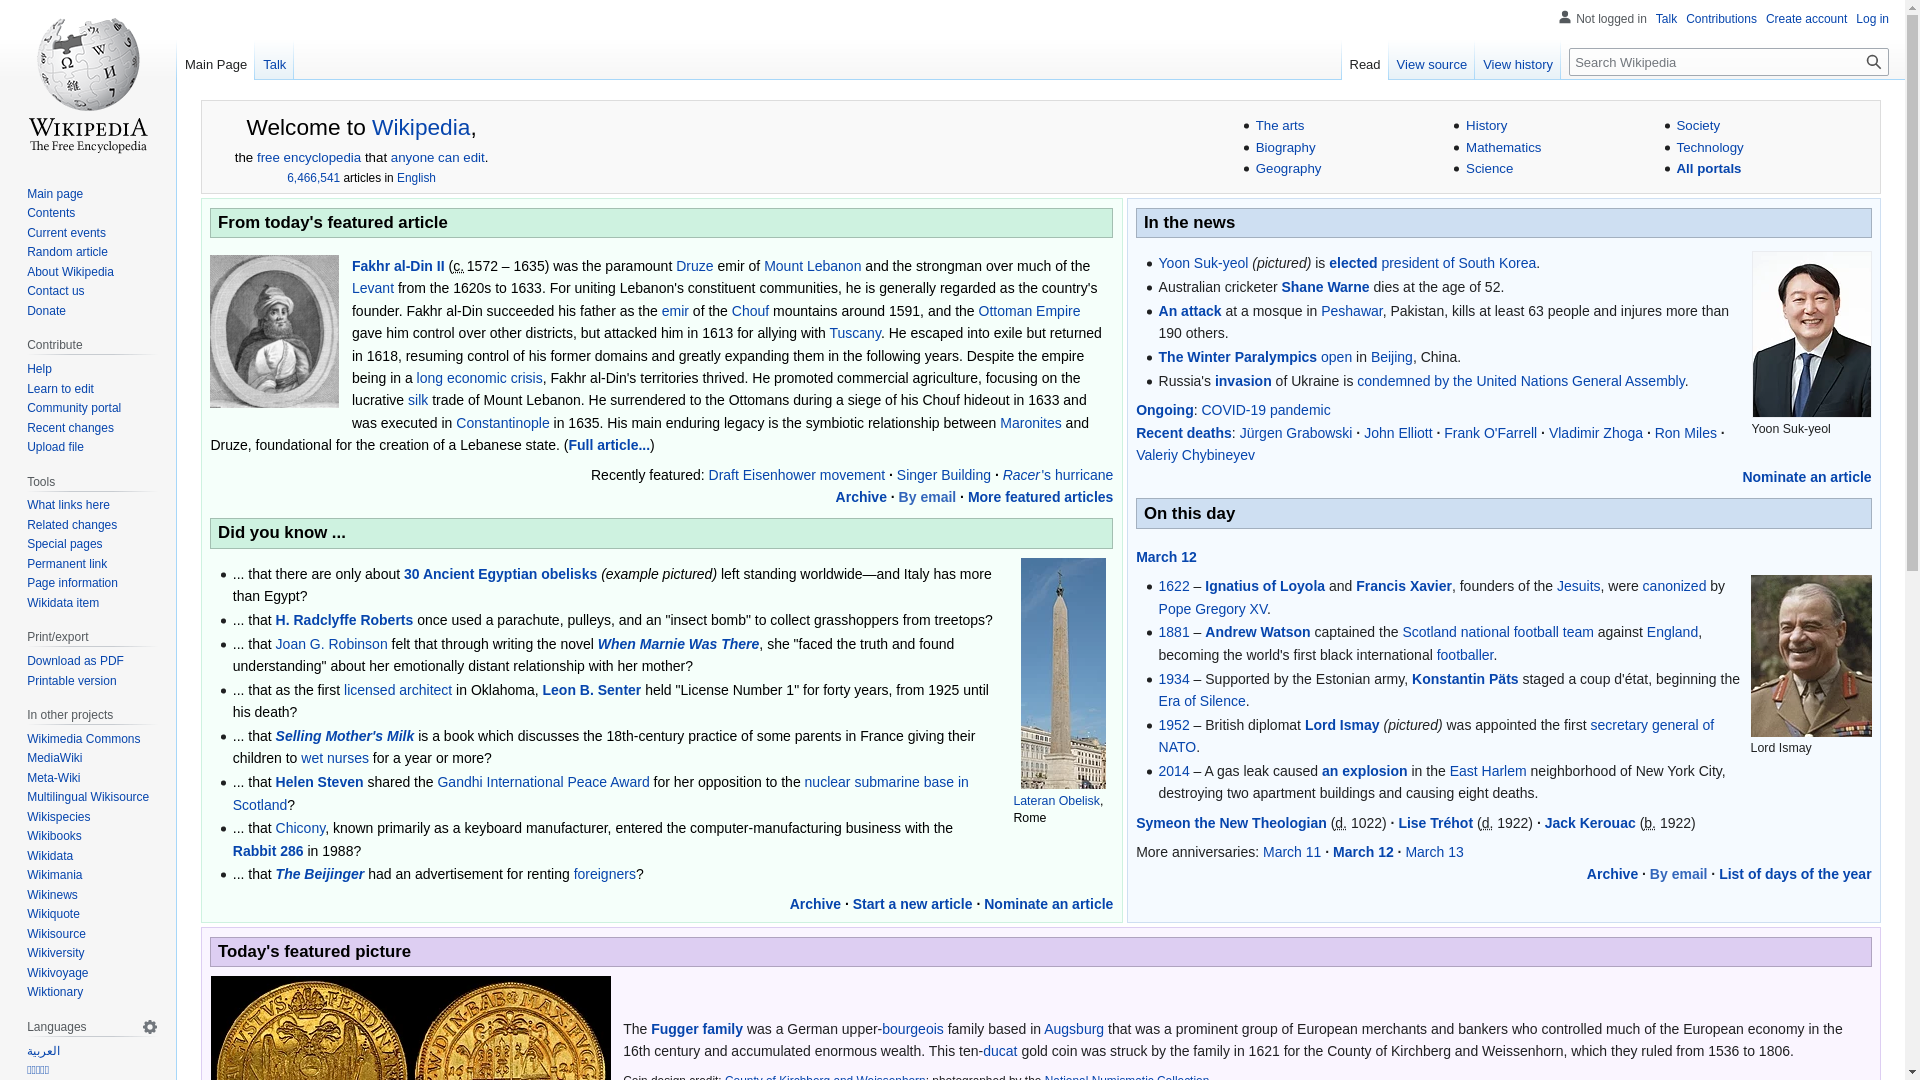 Not logged in Talk Contributions Create account Log in
Main Page Talk Read View source View history Search Wikipedia
WIKIPEDIA
The Free Encyclopedia
Main page
Contents
Current events
Random article
About Wikipedia
Contact us
Donate
Contribute
Help
Learn to edit
Community portal
Recent changes
Upload file
Tools
What links here
Related changes
Special pages
Permanent link
Page information
Wikidata item
Print/export
Download as PDF
Printable version
In other projects
Wikimedia Commons
MediaWiki
Meta-Wiki
Multilingual Wikisource
Wikispecies
Wikibooks
Wikidata
Wikimania
Wikinews
Wikiquote
Wikisource
Wikiversity
Wikivoyage
Wiktionary
Languages
العربية
Welcome to Wikipedia,
the free encyclopedia that anyone can edit.
6,466,541 articles in English
The arts
Biography
Geography
History
Mathematics
Science
Society
Technology
All portals
From today's featured article
Fakhr al-Din II (c. 1572 – 1635) was the paramount Druze emir of Mount Lebanon and the strongman over much of the
Levant from the 1620s to 1633. For uniting Lebanon's constituent communities, he is generally regarded as the country's
founder. Fakhr al-Din succeeded his father as the emir of the Chouf mountains around 1591, and the Ottoman Empire
gave him control over other districts, but attacked him in 1613 for allying with Tuscany. He escaped into exile but returned
in 1618, resuming control of his former domains and greatly expanding them in the following years. Despite the empire
being in a long economic crisis, Fakhr al-Din's territories thrived. He promoted commercial agriculture, focusing on the
lucrative silk trade of Mount Lebanon. He surrendered to the Ottomans during a siege of his Chouf hideout in 1633 and
was executed in Constantinople in 1635. His main enduring legacy is the symbiotic relationship between Maronites and
Druze, foundational for the creation of a Lebanese state. (Full article...)
Recently featured: Draft Eisenhower movement · Singer Building · Racer's hurricane
Archive · By email · More featured articles
Did you know ...
... that there are only about 30 Ancient Egyptian obelisks (example pictured) left standing worldwide—and Italy has more
than Egypt?
... that H. Radclyffe Roberts once used a parachute, pulleys, and an "insect bomb" to collect grasshoppers from treetops?
... that Joan G. Robinson felt that through writing the novel When Marnie Was There, she "faced the truth and found
understanding" about her emotionally distant relationship with her mother?
... that as the first licensed architect in Oklahoma, Leon B. Senter held "License Number 1" for forty years, from 1925 until
his death?
... that Selling Mother's Milk is a book which discusses the 18th-century practice of some parents in France giving their
children to wet nurses for a year or more?
... that Helen Steven shared the Gandhi International Peace Award for her opposition to the nuclear submarine base in
Scotland?
... that Chicony, known primarily as a keyboard manufacturer, entered the computer-manufacturing business with the
Rabbit 286 in 1988?
... that The Beijinger had an advertisement for renting foreigners?
Lateran Obelisk,
Rome
Archive · Start a new article · Nominate an article
In the news
Yoon Suk-yeol (pictured) is elected president of South Korea.
Australian cricketer Shane Warne dies at the age of 52.
An attack at a mosque in Peshawar, Pakistan, kills at least 63 people and injures more than
190 others.
The Winter Paralympics open in Beijing, China.
Russia's invasion of Ukraine is condemned by the United Nations General Assembly.
Yoon Suk-yeol
Ongoing: COVID-19 pandemic
Recent deaths: Jürgen Grabowski · John Elliott · Frank O'Farrell · Vladimir Zhoga · Ron Miles ·
Valeriy Chybineyev
Nominate an article
On this day
March 12
1622 – Ignatius of Loyola and Francis Xavier, founders of the Jesuits, were canonized by
Pope Gregory XV.
1881 – Andrew Watson captained the Scotland national football team against England,
becoming the world's first black international footballer.
1934 – Supported by the Estonian army, Konstantin Päts staged a coup d'état, beginning the
Era of Silence.
1952 – British diplomat Lord Ismay (pictured) was appointed the first secretary general of
NATO.
2014 – A gas leak caused an explosion in the East Harlem neighborhood of New York City,
destroying two apartment buildings and causing eight deaths.
Lord Ismay
Symeon the New Theologian (d. 1022) · Lise Tréhot (d. 1922) · Jack Kerouac (b. 1922)
More anniversaries: March 11 · March 12 · March 13
Archive · By email · List of days of the year
Today's featured picture
The Fugger family was a German upper-bourgeois family based in Augsburg that was a prominent group of European merchants and bankers who controlled much of the European economy in the
16th century and accumulated enormous wealth. This ten-ducat gold coin was struck by the family in 1621 for the County of Kirchberg and Weissenhorn, which they ruled from 1536 to 1806.
Coin design credit: County of Kirchberg and Weissenhorn; photographed by the National Numismatic Collection